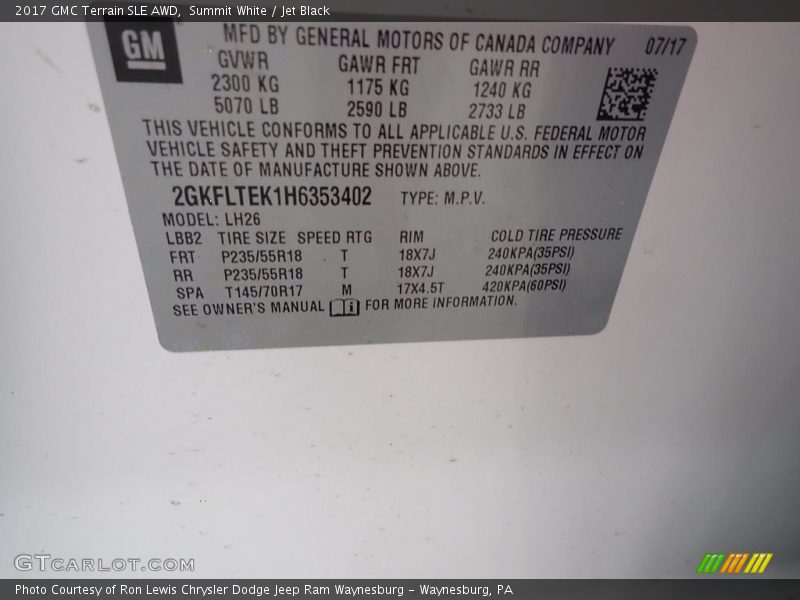 2017 GMC Terrain SLE AWD,  Summit White / Jet Black
GM
MFD BY GENERAL MOTORS OF CANADA COMPANY 07/17
GVWR GAWR FRT GAWR RR
2300 KG 1175 KG 1240 KG
5070 LB 2590 LB 2733 LB
THIS VEHICLE CONFORMS TO ALL APPLICABLE U.S. FEDERAL MOTOR
VEHICLE SAFETY AND THEFT PREVENTION STANDARDS IN EFFECT ON
THE DATE OF MANUFACTURE SHOWN ABOVE.
2GKFLTEK1H6353402 TYPE: M.P.V.
MODEL: LH26
LBB2 TIRE SIZE SPEED RTG RIM COLD TIRE PRESSURE
FRT P235/55R18 T 18X7J 240KPA(35PSI)
RR P235/55R18 T 18X7J 240KPA(35PSI)
SPA T145/70R17 M 17X4.5T 420KPA(60PSI)
SEE OWNER'S MANUAL FOR MORE INFORMATION.
GTCARLOT.COM
Photo Courtesy of Ron Lewis Chrysler Dodge Jeep Ram Waynesburg - Waynesburg, PA